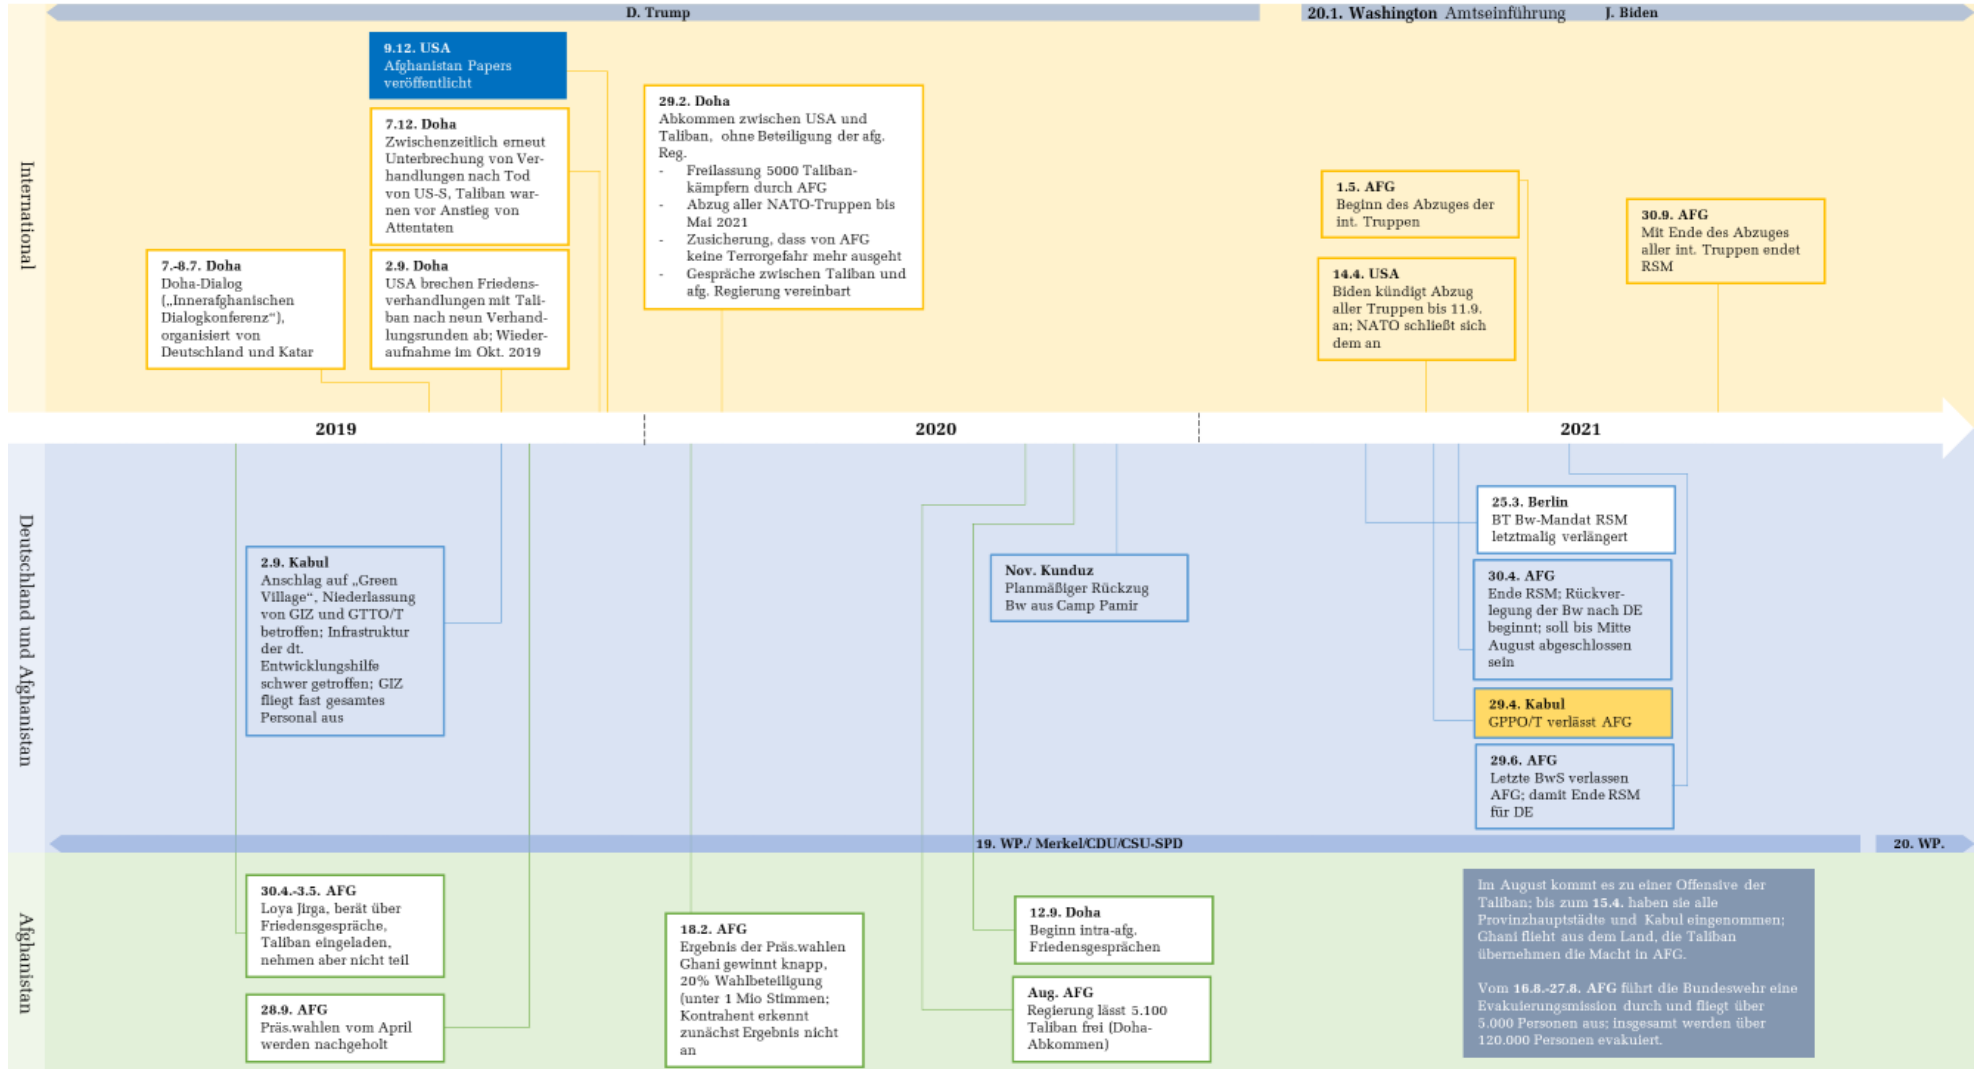 D. Trump
20.1. Washington Amtseinführung J. Biden
International
9.12. USA
Afghanistan Papers
veröffentlicht
7.12. Doha
Zwischenzeitlich erneut
Unterbrechung von Ver-
handlungen nach Tod
von US-S, Taliban war-
nen vor Anstieg von
Attentaten
7.-8.7. Doha
Doha-Dialog
(„Innerafghanischen
Dialogkonferenz“),
organisiert von
Deutschland und Katar
2.9. Doha
USA brechen Friedens-
verhandlungen mit Tali-
ban nach neun Verhand-
lungsrunden ab; Wieder-
aufnahme im Okt. 2019
29.2. Doha
Abkommen zwischen USA und
Taliban, ohne Beteiligung der afg.
Reg.
- Freilassung 5000 Taliban-
kämpfern durch AFG
- Abzug aller NATO-Truppen bis
Mai 2021
- Zusicherung, dass von AFG
keine Terrorgefahr mehr ausgeht
- Gespräche zwischen Taliban und
afg. Regierung vereinbart
1.5. AFG
Beginn des Abzuges der
int. Truppen
14.4. USA
Biden kündigt Abzug
aller Truppen bis 11.9.
an; NATO schließt sich
dem an
30.9. AFG
Mit Ende des Abzuges
aller int. Truppen endet
RSM
2019
2020
2021
Deutschland und Afghanistan
2.9. Kabul
Anschlag auf „Green
Village“, Niederlassung
von GIZ und GTTO/T
betroffen; Infrastruktur
der dt.
Entwicklungshilfe
schwer getroffen; GIZ
fliegt fast gesamtes
Personal aus
Nov. Kunduz
Planmäßiger Rückzug
Bw aus Camp Pamir
25.3. Berlin
BT Bw-Mandat RSM
letztmalig verlängert
30.4. AFG
Ende RSM; Rückver-
legung der Bw nach DE
beginnt; soll bis Mitte
August abgeschlossen
sein
29.4. Kabul
GPPO/T verlässt AFG
29.6. AFG
Letzte BwS verlassen
AFG; damit Ende RSM
für DE
19. WP./ Merkel/CDU/CSU-SPD
20. WP.
Afghanistan
30.4.-3.5. AFG
Loya Jirga, berät über
Friedensgespräche,
Taliban eingeladen,
nehmen aber nicht teil
28.9. AFG
Präs.wahlen vom April
werden nachgeholt
18.2. AFG
Ergebnis der Präs.wahlen
Ghani gewinnt knapp,
20% Wahlbeteiligung
(unter 1 Mio Stimmen;
Kontrahent erkennt
zunächst Ergebnis nicht
an
12.9. Doha
Beginn intra-afg.
Friedensgesprächen
Aug. AFG
Regierung lässt 5.100
Taliban frei (Doha-
Abkommen)
Im August kommt es zu einer Offensive der
Taliban; bis zum 15.4. haben sie alle
Provinzhauptstädte und Kabul eingenommen;
Ghani flieht aus dem Land, die Taliban
übernehmen die Macht in AFG.
Vom 16.8.-27.8. AFG führt die Bundeswehr eine
Evakuierungsmission durch und fliegt über
5.000 Personen aus; insgesamt werden über
120.000 Personen evakuiert.